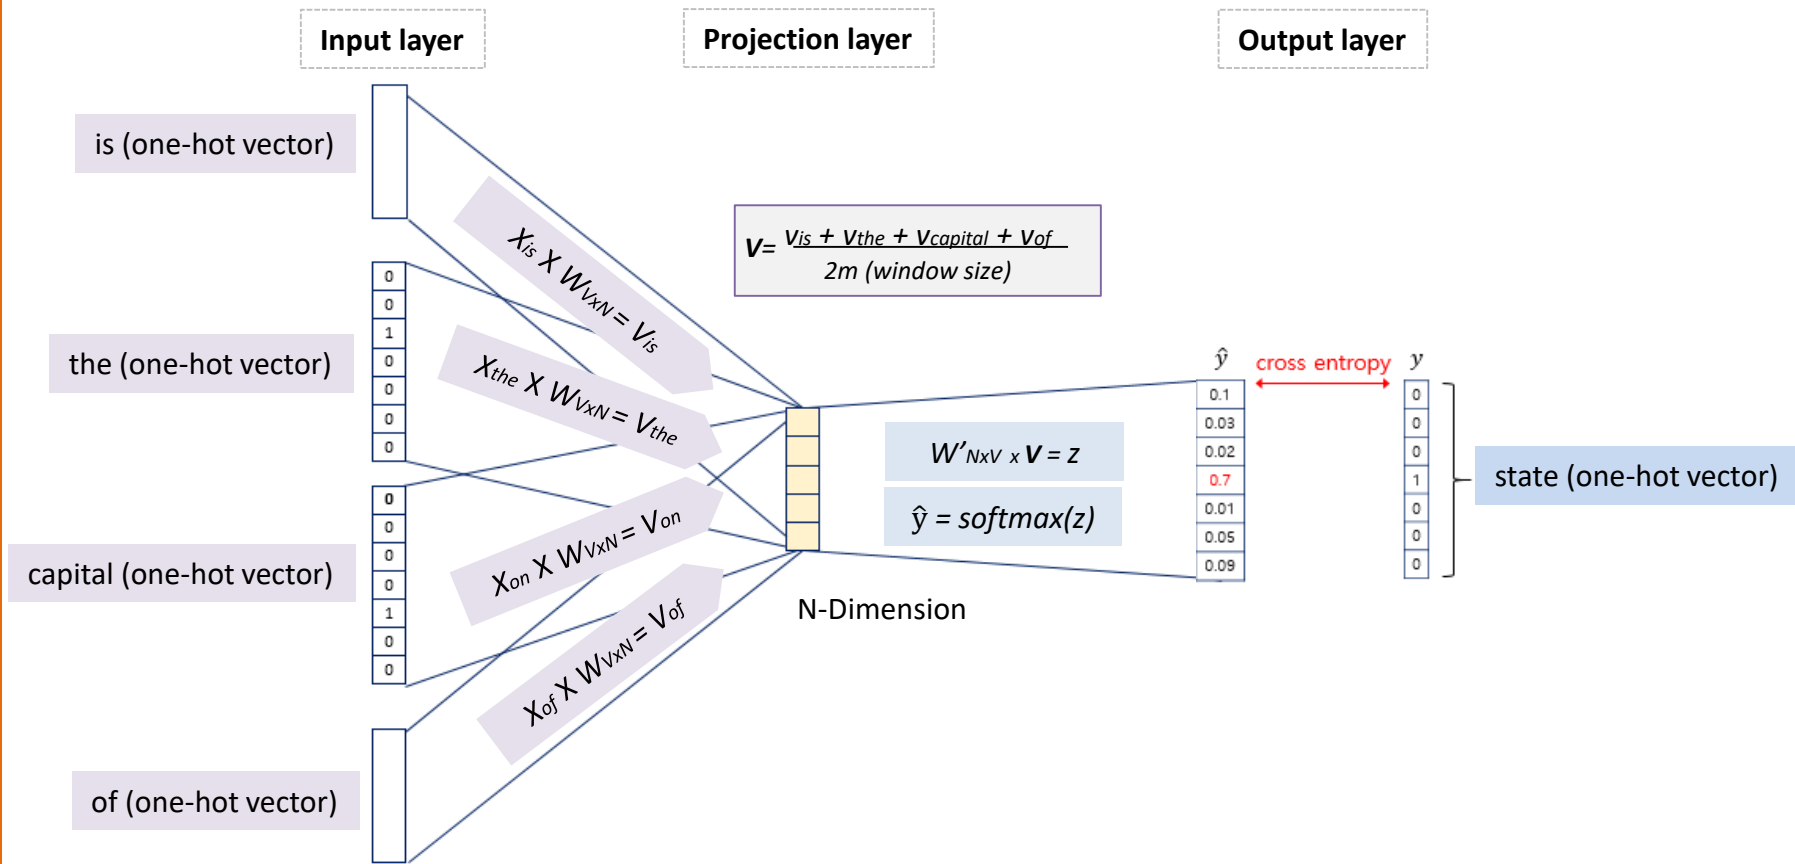 Input layer
Projection layer
Output layer
is (one-hot vector)
the (one-hot vector)
capital (one-hot vector)
of (one-hot vector)
0
0
1
0
0
0
0
0
0
0
0
1
0
0
Xis X WVxN = Vis
Xthe X WVxN = Vthe
Xon X WVxN = Von
Xof X WVxN = Vof
V= vis + vthe + vcapital + vof
2m (window size)
N-Dimension
W’NxV x V = z
ŷ = softmax(z)
ŷ cross entropy y
0.1 0
0.03 0
0.02 0
0.7 1
0.01 0
0.05 0
0.09 0
state (one-hot vector)